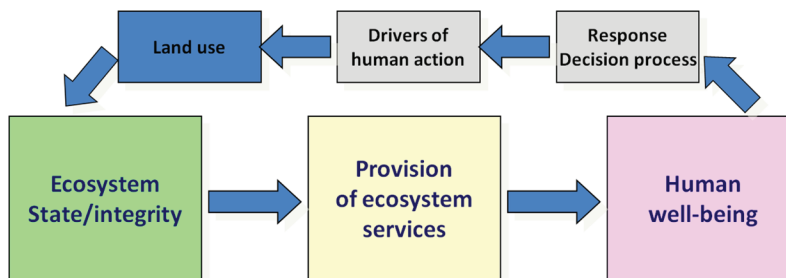 Land use
Drivers of
human action
Response
Decision process
Ecosystem
State/integrity
Provision
of ecosystem
services
Human
well-being